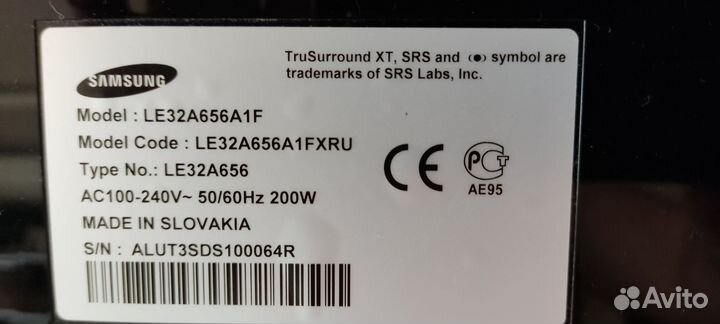 TruSurround XT, SRS and (●) symbol are
trademarks of SRS Labs, Inc.
SAMSUNG
Model : LE32A656A1F
Model Code : LE32A656A1FXRU
Type No.: LE32A656
AC100-240V~ 50/60Hz 200W
MADE IN SLOVAKIA
S/N : ALUT3SDS100064R
CE
РСТ
AE95
Avito